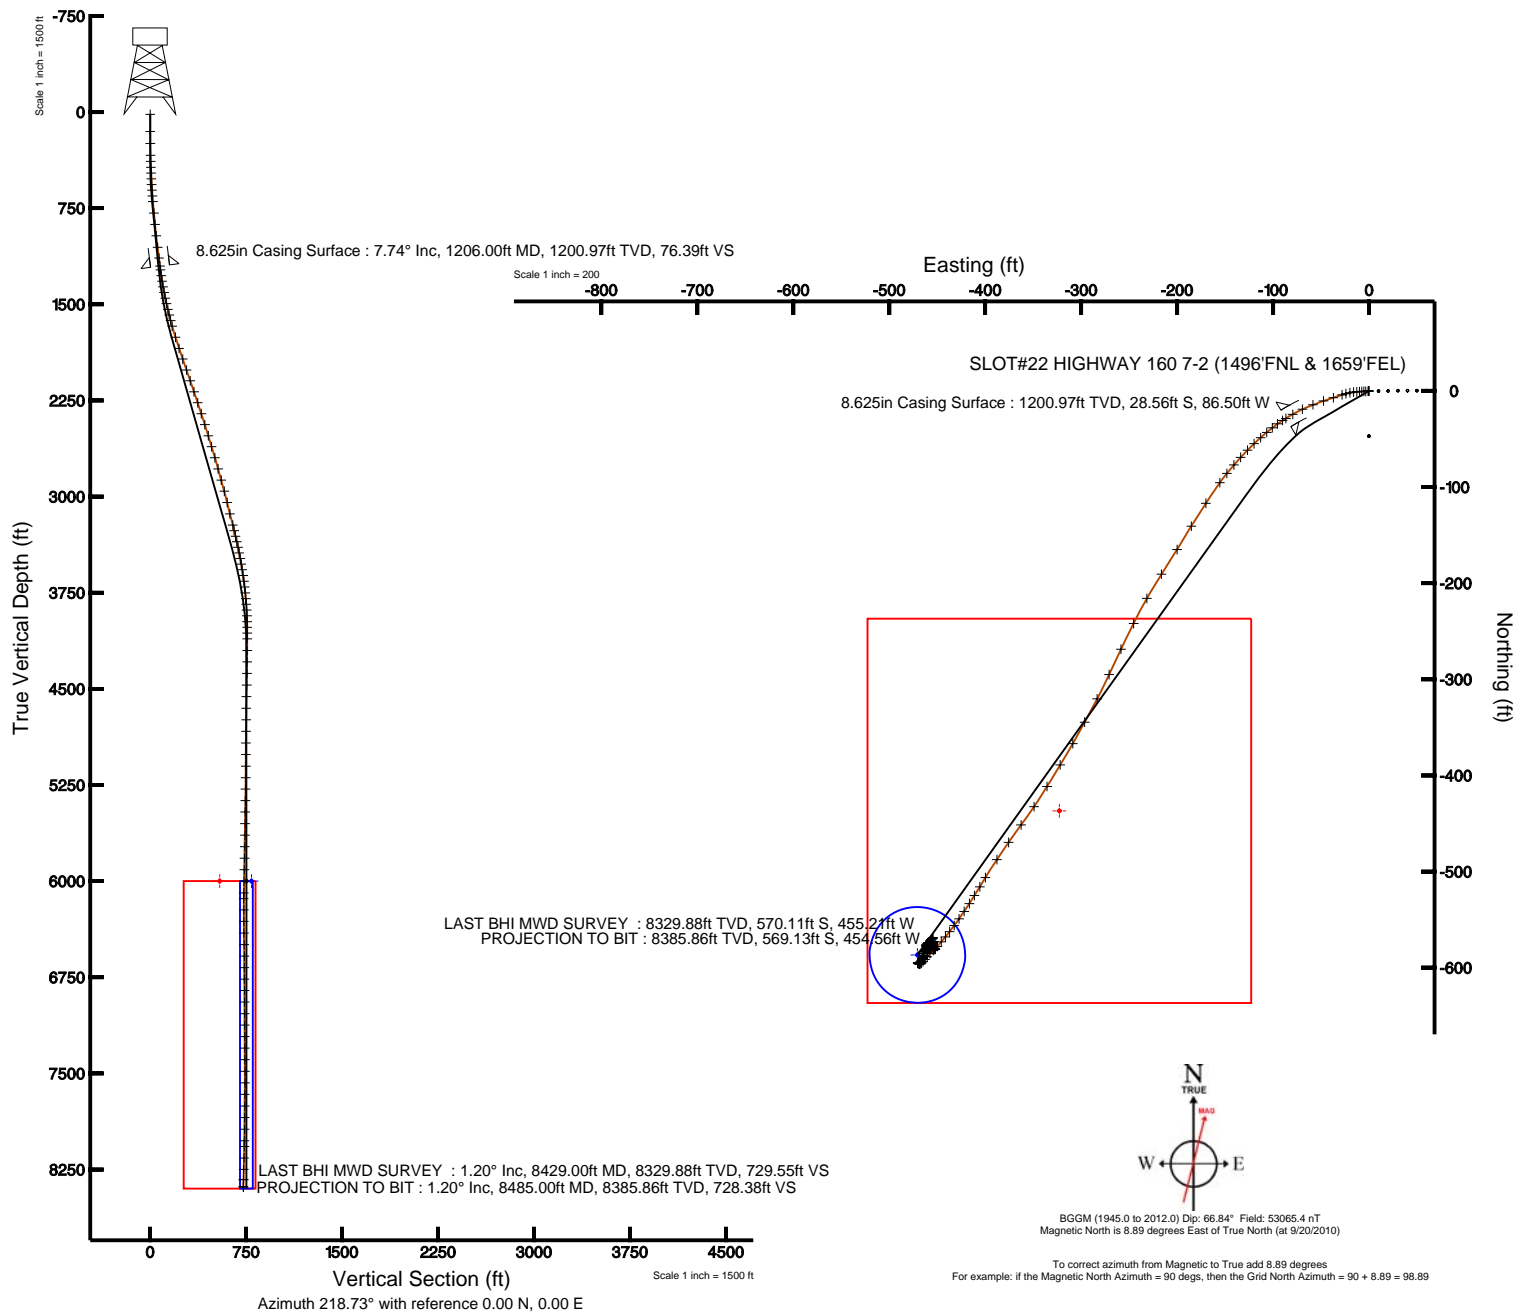 Scale 1 inch = 1500 ft
-750
0
750
1500
2250
3000
3750
4500
5250
6000
6750
7500
8250
True Vertical Depth (ft)
8.625in Casing Surface : 7.74° Inc, 1206.00ft MD, 1200.97ft TVD, 76.39ft VS
Scale 1 inch = 200
Easting (ft)
-800 -700 -600 -500 -400 -300 -200 -100 0
SLOT#22 HIGHWAY 160 7-2 (1496'FNL & 1659'FEL)
8.625in Casing Surface : 1200.97ft TVD, 28.56ft S, 86.50ft W
0
-100
-200
-300
-400
-500
-600
Northing (ft)
LAST BHI MWD SURVEY : 8329.88ft TVD, 570.11ft S, 455.21ft W
PROJECTION TO BIT : 8385.86ft TVD, 569.13ft S, 454.56ft W
LAST BHI MWD SURVEY : 1.20° Inc, 8429.00ft MD, 8329.88ft TVD, 729.55ft VS
PROJECTION TO BIT : 1.20° Inc, 8485.00ft MD, 8385.86ft TVD, 728.38ft VS
0 750 1500 2250 3000 3750 4500
Vertical Section (ft)
Scale 1 inch = 1500 ft
Azimuth 218.73° with reference 0.00 N, 0.00 E
N
TRUE
MAG
W E
BGGM (1945.0 to 2012.0) Dip: 66.84° Field: 53065.4 nT
Magnetic North is 8.89 degrees East of True North (at 9/20/2010)
To correct azimuth from Magnetic to True add 8.89 degrees
For example: if the Magnetic North Azimuth = 90 degs, then the Grid North Azimuth = 90 + 8.89 = 98.89